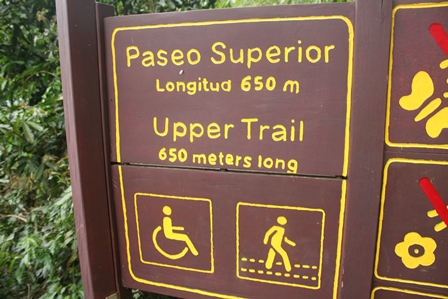 Paseo Superior
Longitud 650 m
Upper Trail
650 meters long